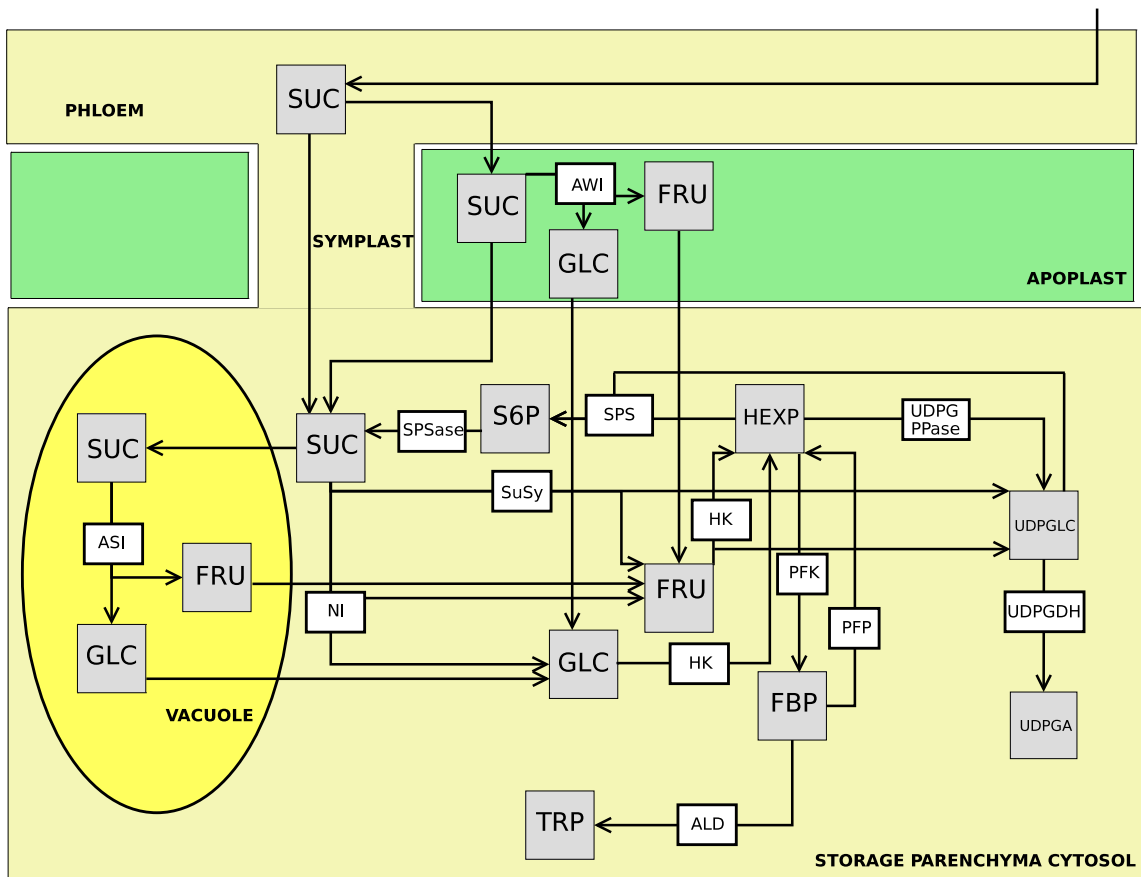 SUC
PHLOEM
AWI
FRU
SUC
SYMPLAST
GLC
APOPLAST
SUC
SUC
SPSase
S6P
SPS
HEXP
UDPG
PPase
SuSy
HK
UDPGLC
ASI
FRU
NI
FRU
PFK
PFP
UDPGDH
GLC
GLC
HK
FBP
VACUOLE
UDPGA
TRP
ALD
STORAGE PARENCHYMA CYTOSOL